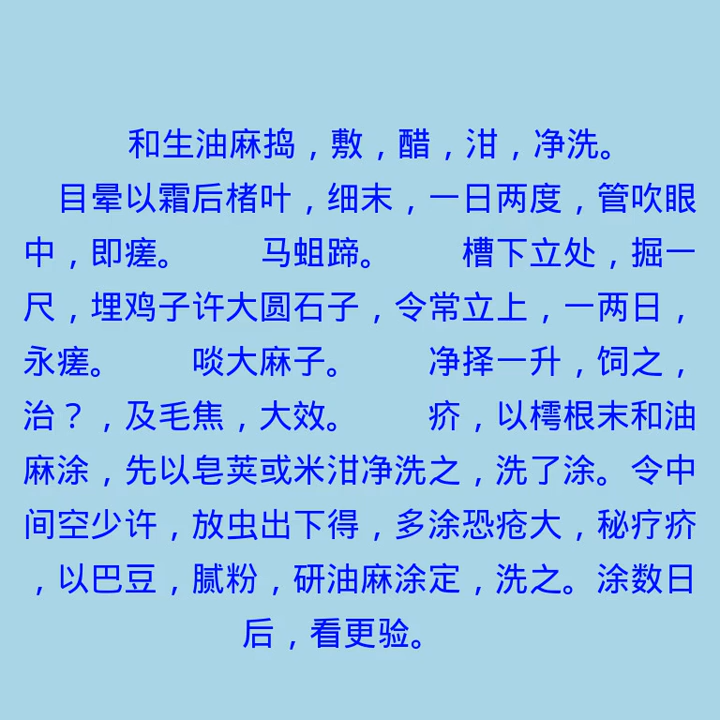 和生油麻捣，敷，醋，泔，净洗。
目晕以霜后楮叶，细末，一日两度，管吹眼
中，即瘥。 马蛆蹄。 槽下立处，掘一
尺，埋鸡子许大圆石子，令常立上，一两日，
永瘥。 啖大麻子。 净择一升，饲之，
治？，及毛焦，大效。 疥，以樗根末和油
麻涂，先以皂荚或米泔净洗之，洗了涂。令中
间空少许，放虫出下得，多涂恐疮大，秘疗疥
，以巴豆，腻粉，研油麻涂定，洗之。涂数日
后，看更验。